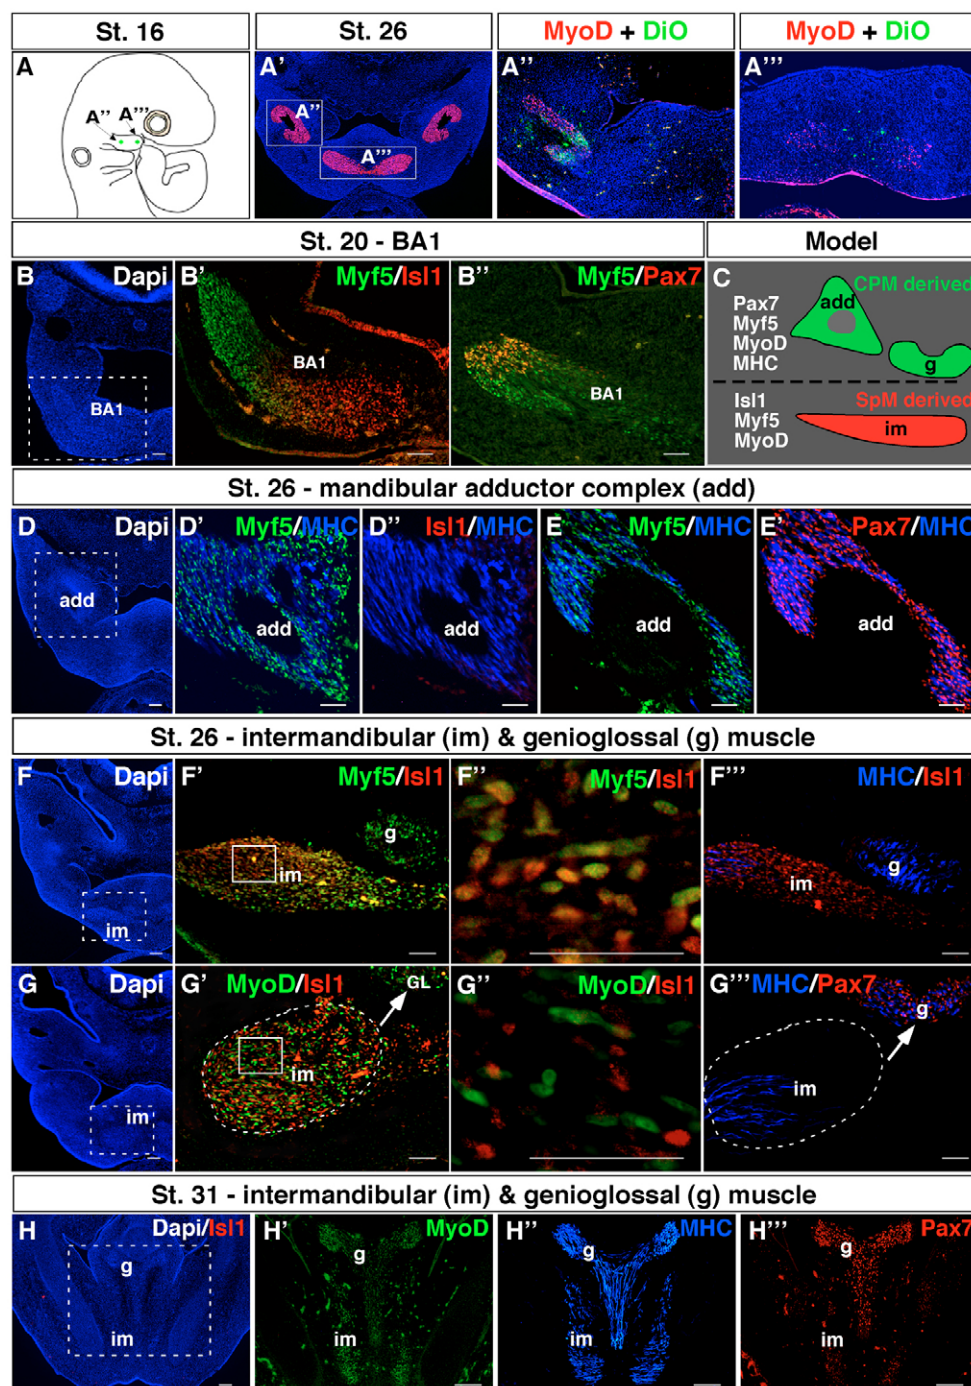 St. 16
St. 26
MyoD + DiO
MyoD + DiO
A
A''
A'''
A'
A''
A'''
A''
A'''
St. 20 - BA1
Model
B
Dapi
BA1
B'
Myf5/Isl1
BA1
B''
Myf5/Pax7
BA1
C
CPM derived
Pax7
Myf5
MyoD
MHC
add
g
Isl1
Myf5
MyoD
SpM derived
im
St. 26 - mandibular adductor complex (add)
D
Dapi
add
D'
Myf5/MHC
add
D''
Isl1/MHC
add
E
Myf5/MHC
add
E'
Pax7/MHC
add
St. 26 - intermandibular (im) & genioglossal (g) muscle
F
Dapi
im
F'
Myf5/Isl1
g
im
F''
Myf5/Isl1
F'''
MHC/Isl1
g
im
G
Dapi
im
G'
MyoD/Isl1
GL
im
G''
MyoD/Isl1
G'''
MHC/Pax7
g
im
St. 31 - intermandibular (im) & genioglossal (g) muscle
H
Dapi/Isl1
g
im
H'
MyoD
g
im
H''
MHC
g
im
H'''
Pax7
g
im